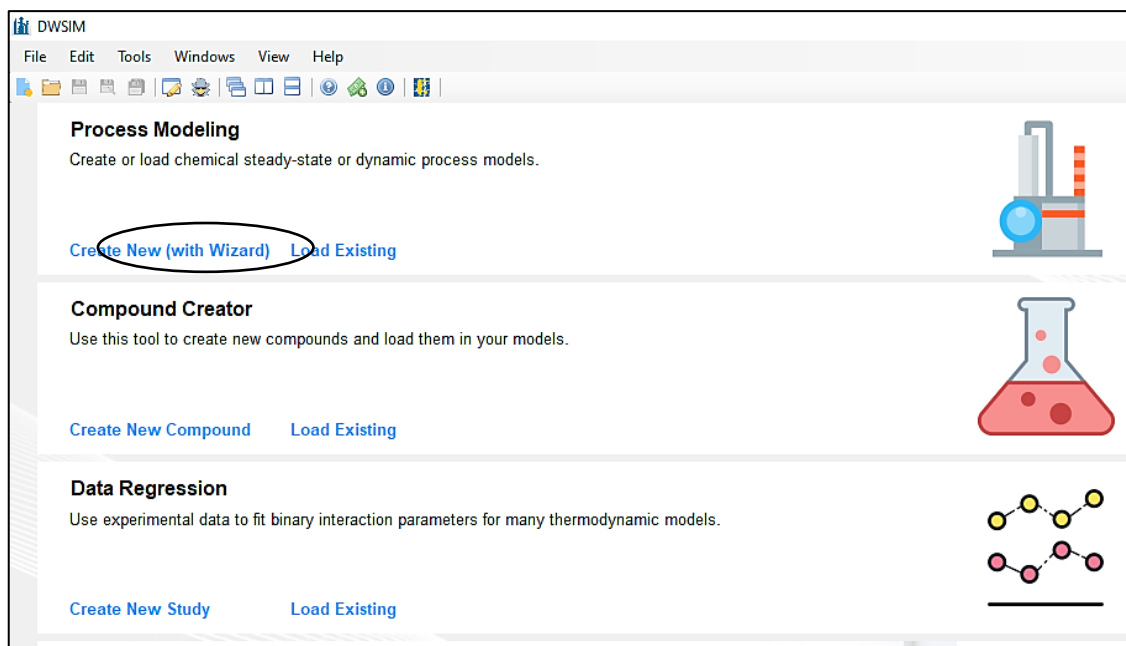 DWSIM
File Edit Tools Windows View Help
Process Modeling
Create or load chemical steady-state or dynamic process models.
Create New (with Wizard) Load Existing
Compound Creator
Use this tool to create new compounds and load them in your models.
Create New Compound Load Existing
Data Regression
Use experimental data to fit binary interaction parameters for many thermodynamic models.
Create New Study Load Existing